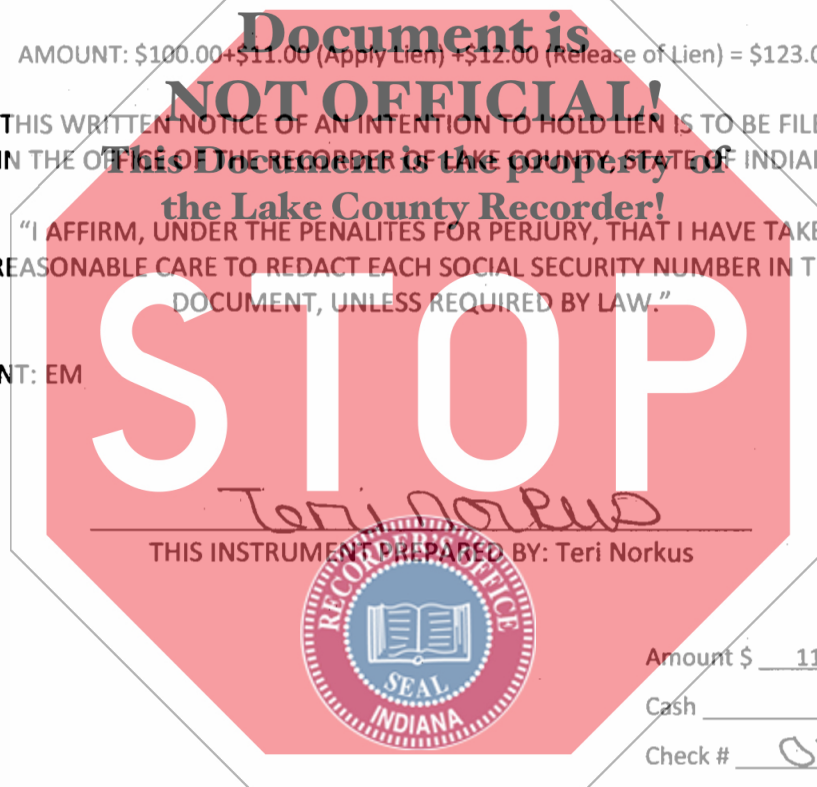 Document is
AMOUNT: $100.00+$11.00 (Apply Lien) +$12.00 (Release of Lien) = $123.0
NOT OFFICIAL!
THIS WRITTEN NOTICE OF AN INTENTION TO HOLD LIEN IS TO BE FILE
IN THE OFFICE OF THE RECORDER OF LAKE COUNTY, STATE OF INDIA
This Document is the property of
the Lake County Recorder!
"I AFFIRM, UNDER THE PENALITES FOR PERJURY, THAT I HAVE TAKE
REASONABLE CARE TO REDACT EACH SOCIAL SECURITY NUMBER IN T
DOCUMENT, UNLESS REQUIRED BY LAW."
STOP
NT: EM
Teri Norkus
THIS INSTRUMENT PREPARED BY: Teri Norkus
RECORDER'S OFFICE
SEAL
INDIANA
Amount $ 11
Cash
Check #